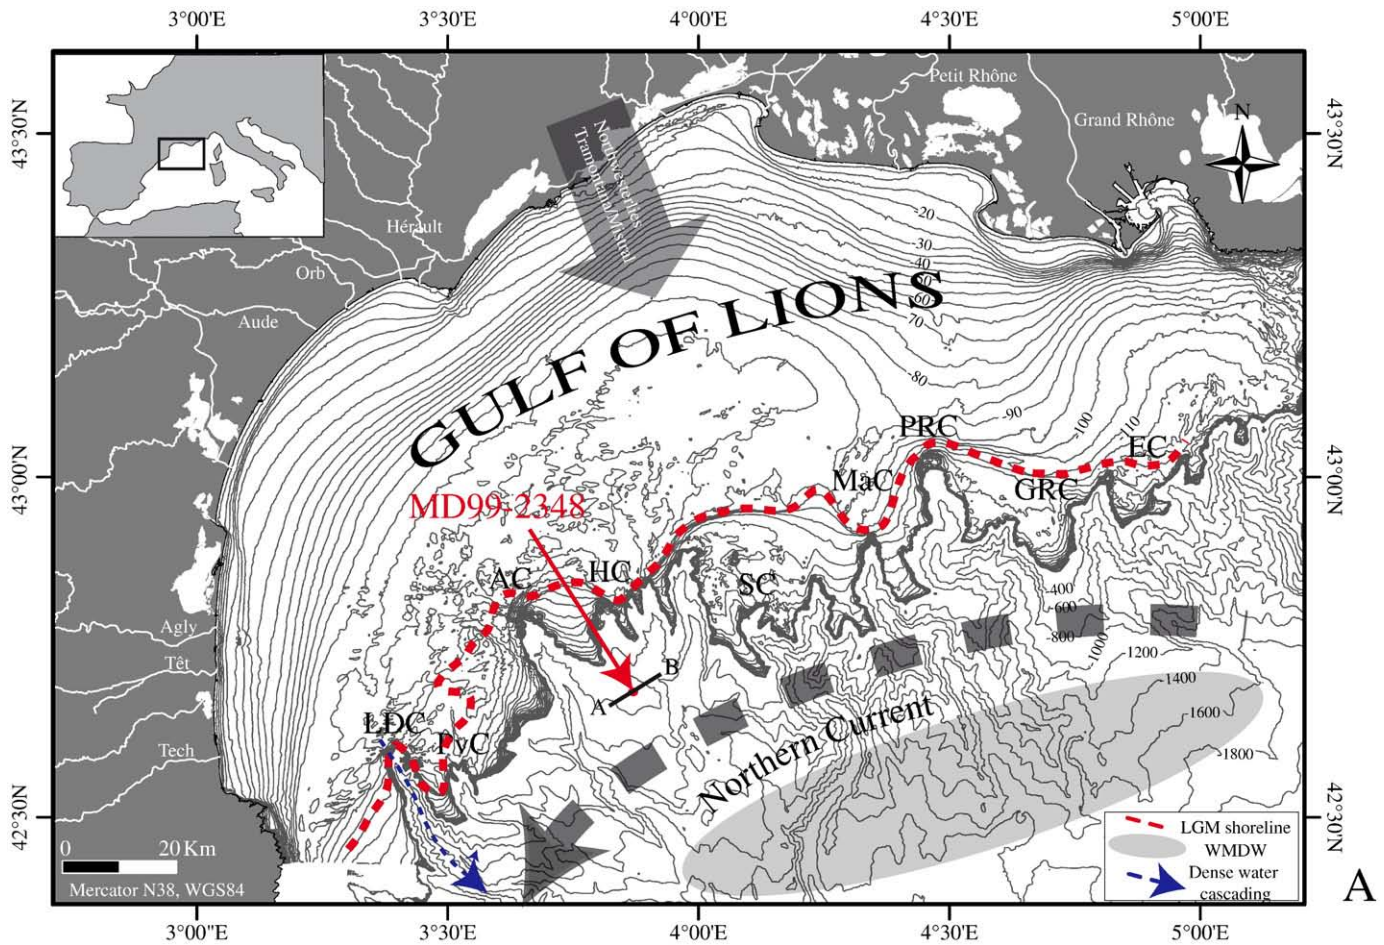 3°00'E
3°30'E
4°00'E
4°30'E
5°00'E
43°30'N
43°30'N
Petit Rhône
Grand Rhône
N
Northwesterlies
Tramontana/Mistral
Hérault
Orb
Aude
-20
-30
-40
-50
-60
-70
-80
-90
-100
-110
GULF OF LIONS
PRC
EC
MaC
GRC
43°00'N
43°00'N
MD99-2348
AC
HC
SC
400
-600
-800
-1000
-1200
-1400
-1600
-1800
Agly
Têt
Tech
A
B
LDC
PyC
Northern Current
42°30'N
42°30'N
0 20 Km
Mercator N38, WGS84
LGM shoreline
WMDW
Dense water
cascading
A
3°00'E
3°30'E
4°00'E
4°30'E
5°00'E